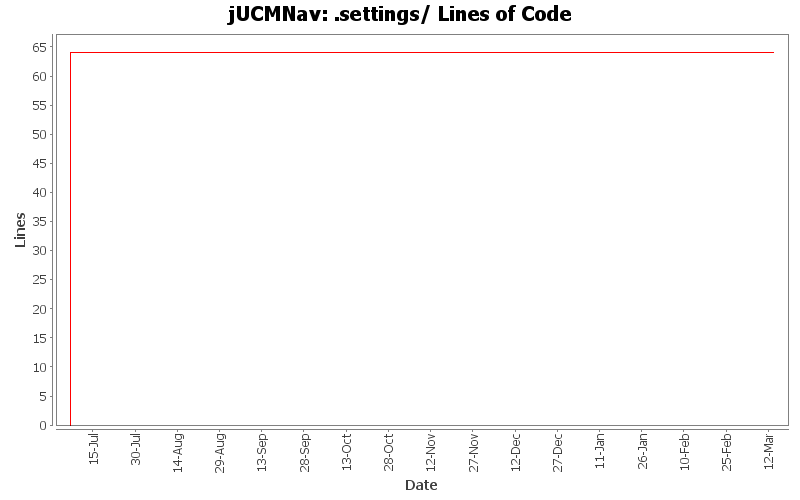 jUCMNav: .settings/ Lines of Code
65
60
55
50
45
40
35
30
25
20
15
10
5
0
Lines
15-Jul
30-Jul
14-Aug
29-Aug
13-Sep
28-Sep
13-Oct
28-Oct
12-Nov
27-Nov
12-Dec
27-Dec
11-Jan
26-Jan
10-Feb
25-Feb
12-Mar
Date